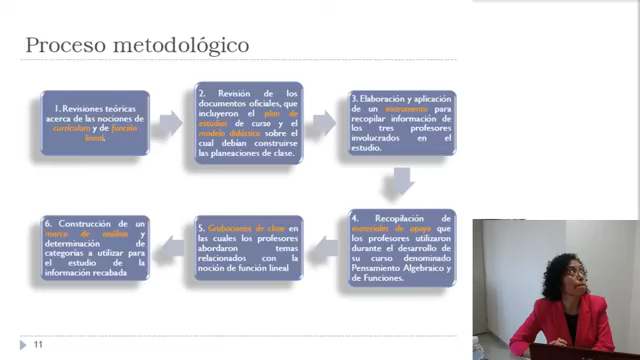 Proceso metodológico
1. Revisiones teóricas
acerca de las nociones de
currículum y de función
lineal.
2. Revisión de los
documentos oficiales, que
incluyeron el plan de
estudios de curso y el
modelo didáctico sobre el
cual debían construirse
las planeaciones de clase.
3. Elaboración y aplicación
de un instrumento para
recopilar información de
los tres profesores
involucrados en el
estudio.
4. Recopilación de
materiales de apoyo que
los profesores utilizaron
durante el desarrollo de
su curso denominado
Pensamiento Algebraico y
de Funciones.
5. Grabaciones de clase en
las cuales los profesores
abordaron temas
relacionados con la
noción de función lineal
6. Construcción de un
marco de análisis y
determinación de
categorías a utilizar para
el estudio de la
información recabada
11